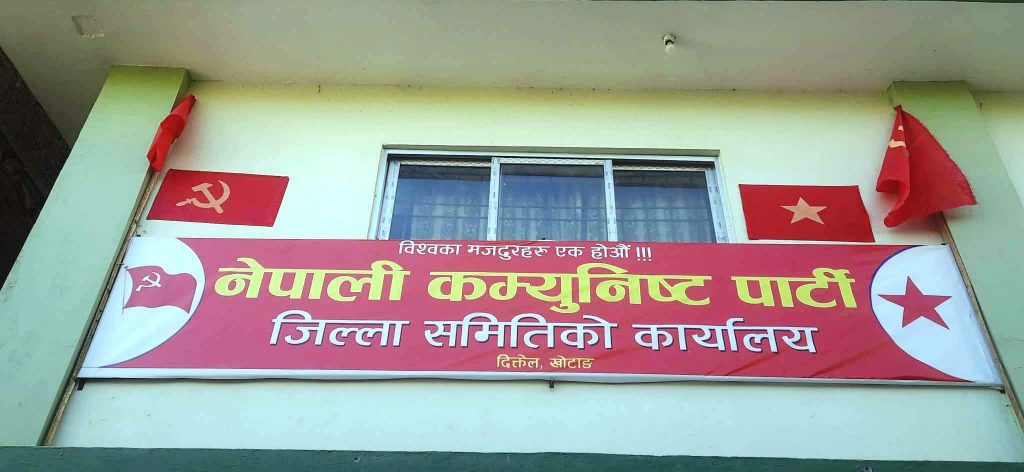 विश्वका मजदुरहरू एक होऔं !!!
नेपाली कम्युनिष्ट पार्टी
जिल्ला समितिको कार्यालय
दिक्तेल, खोटाङ